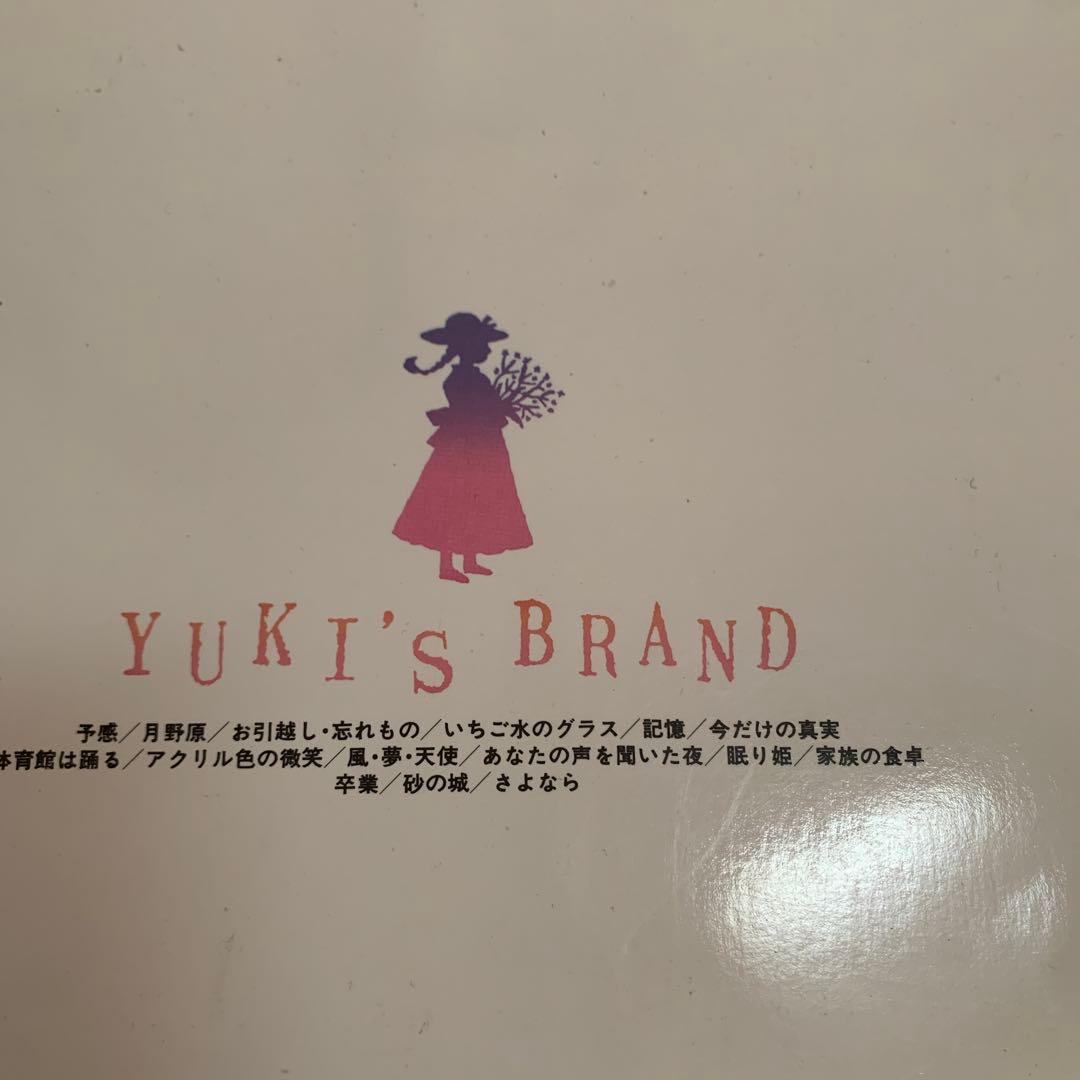 YUKI'S BRAND
予感/月野原/お引越し・忘れもの/いちご水のグラス/記憶/今だけの真実
体育館は踊る/アクリル色の微笑/風・夢・天使/あなたの声を聞いた夜/眠り姫/家族の食卓
卒業/砂の城/さよなら